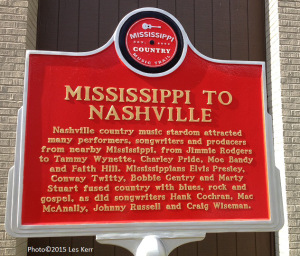 MISSISSIPPI
COUNTRY
MUSIC TRAIL
MISSISSIPPI TO
NASHVILLE
Nashville country music stardom attracted
many performers, songwriters and producers
from nearby Mississippi, from Jimmie Rodgers
to Tammy Wynette, Charley Pride, Moe Bandy
and Faith Hill. Mississippians Elvis Presley,
Conway Twitty, Bobbie Gentry and Marty
Stuart fused country with blues, rock and
gospel, as did songwriters Hank Cochran, Mac
McAnally, Johnny Russell and Craig Wiseman.
Photo©2015 Les Kerr